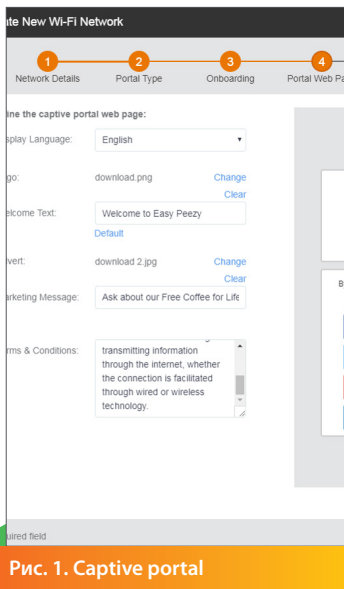 ate New Wi-Fi Network
1 2 3 4
Network Details Portal Type Onboarding Portal Web Pa
ine the captive portal web page:
splay Language: English
go: download.png Change
Clear
elcome Text: Welcome to Easy Peezy
Default
vert: download 2.jpg Change
Clear
arketing Message: Ask about our Free Coffee for Life
rms & Conditions:
transmitting information
through the internet, whether
the connection is facilitated
through wired or wireless
technology.
B
uired field
Рис. 1. Captive portal